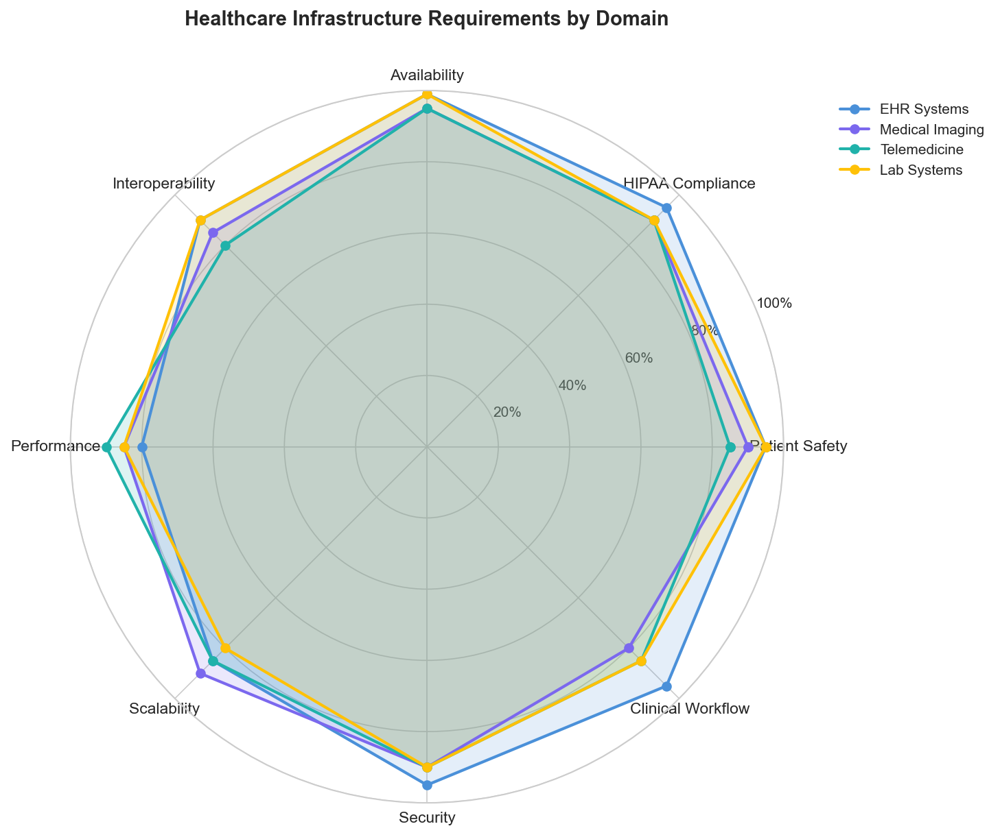 Healthcare Infrastructure Requirements by Domain
Availability
EHR Systems
Medical Imaging
Telemedicine
Lab Systems
Interoperability
HIPAA Compliance
100%
80%
60%
40%
20%
Performance
Patient Safety
Scalability
Clinical Workflow
Security